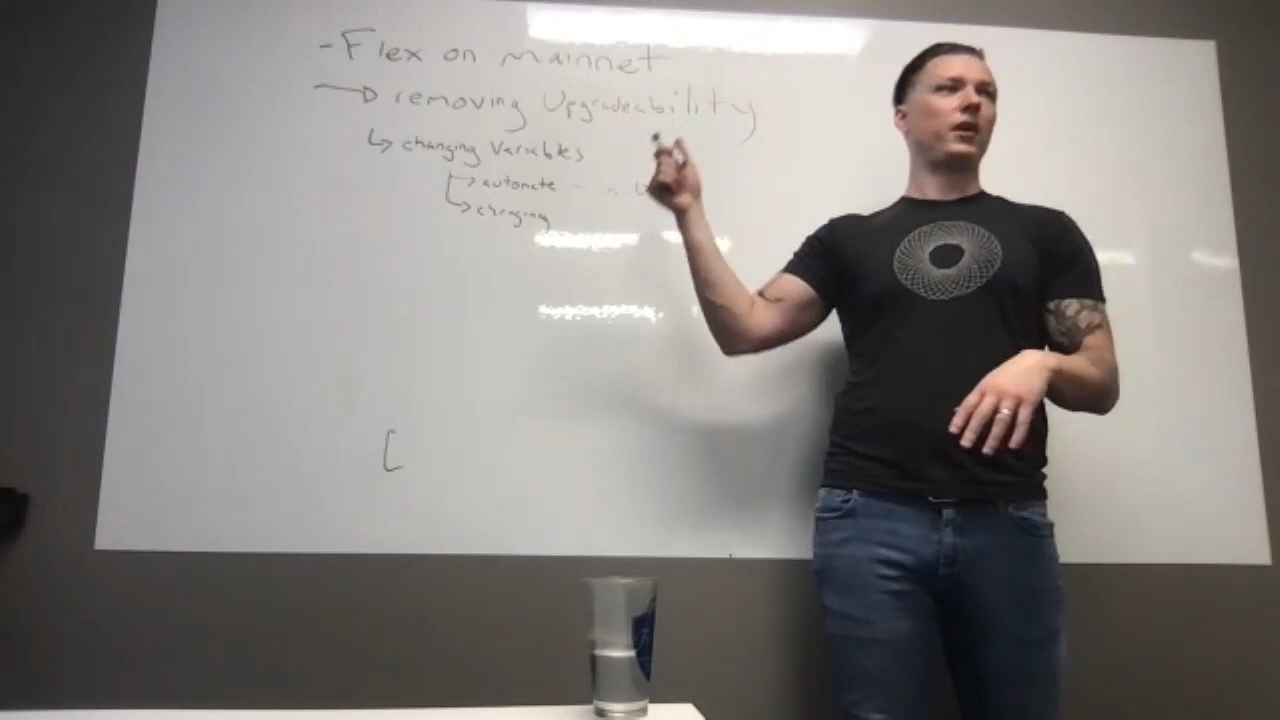 - Flex on mainnet
→ removing Upgradeability
↳ changing Variables
↳ automate
↳ changing
[